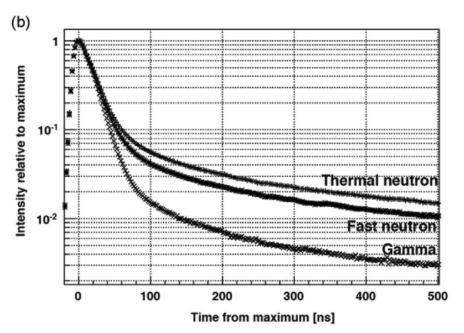 (b)
Intensity relative to maximum
1
10-1
10-2
Thermal neutron
Fast neutron
Gamma
0 100 200 300 400 500
Time from maximum [ns]